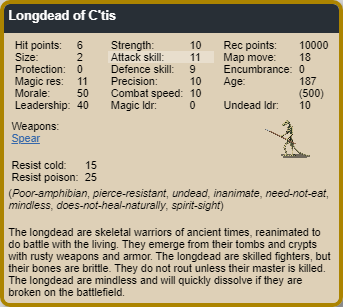 Longdead of C'tis
Hit points: 6 Strength: 10 Rec points: 10000
Size: 2 Attack skill: 11 Map move: 18
Protection: 0 Defence skill: 9 Encumbrance: 0
Magic res: 11 Precision: 10 Age: 187
Morale: 50 Combat speed: 10 (500)
Leadership: 40 Magic ldr: 0 Undead ldr: 10
Weapons:
Spear
Resist cold: 15
Resist poison: 25
(Poor-amphibian, pierce-resistant, undead, inanimate, need-not-eat,
mindless, does-not-heal-naturally, spirit-sight)
The longdead are skeletal warriors of ancient times, reanimated to
do battle with the living. They emerge from their tombs and crypts
with rusty weapons and armor. The longdead are skilled fighters, but
their bones are brittle. They do not rout unless their master is killed.
The longdead are mindless and will quickly dissolve if they are
broken on the battlefield.